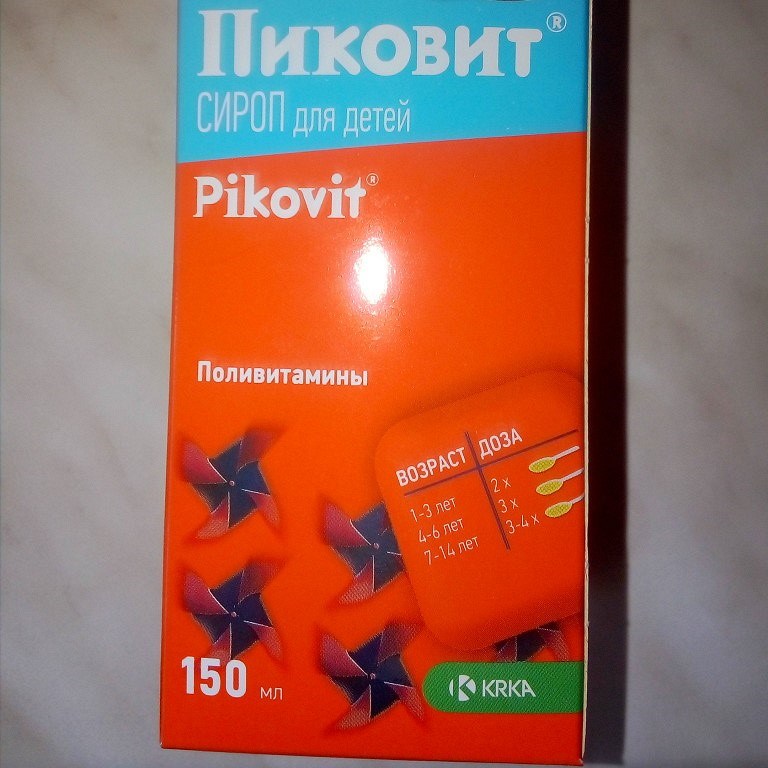 Пиковит®
СИРОП для детей
Pikovit®
Поливитамины
ВОЗРАСТ ДОЗА
1-3 лет 2 х
4-6 лет 3 х
7-14 лет 3-4 х
150 мл
KRKA